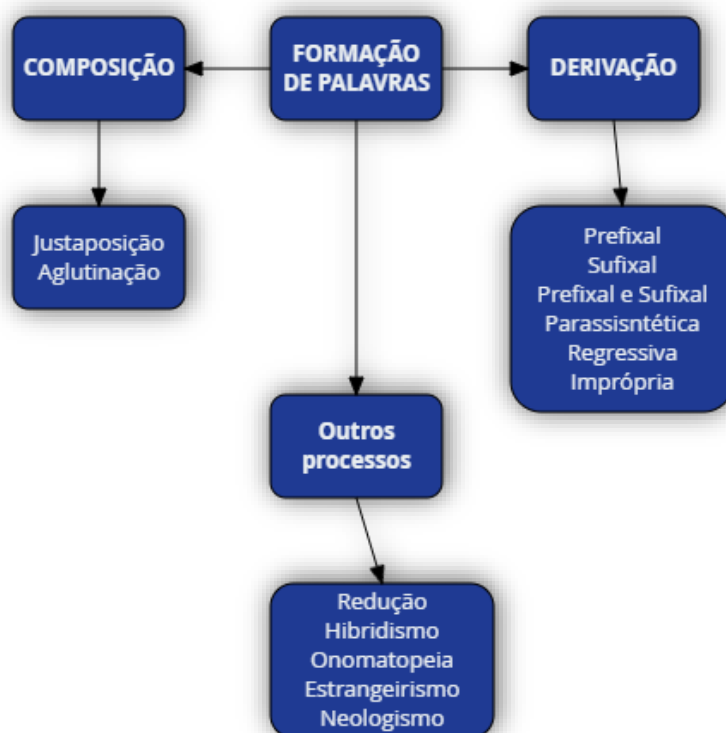 COMPOSIÇÃO
FORMAÇÃO
DE PALAVRAS
DERIVAÇÃO
Justaposição
Aglutinação
Prefixal
Sufixal
Prefixal e Sufixal
Parassisntética
Regressiva
Imprópria
Outros
processos
Redução
Hibridismo
Onomatopeia
Estrangeirismo
Neologismo